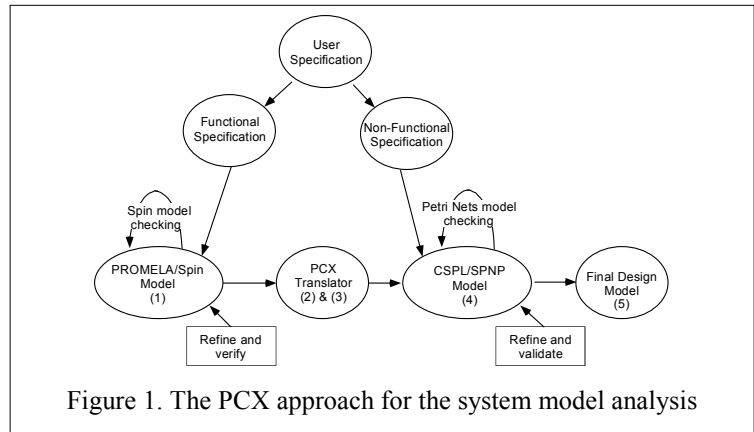 User
Specification
Functional
Specification
Non-Functional
Specification
Spin model
checking
Petri Nets model
checking
PROMELA/Spin
Model
(1)
PCX
Translator
(2) & (3)
CSPL/SPNP
Model
(4)
Final Design
Model
(5)
Refine and
verify
Refine and
validate
Figure 1. The PCX approach for the system model analysis